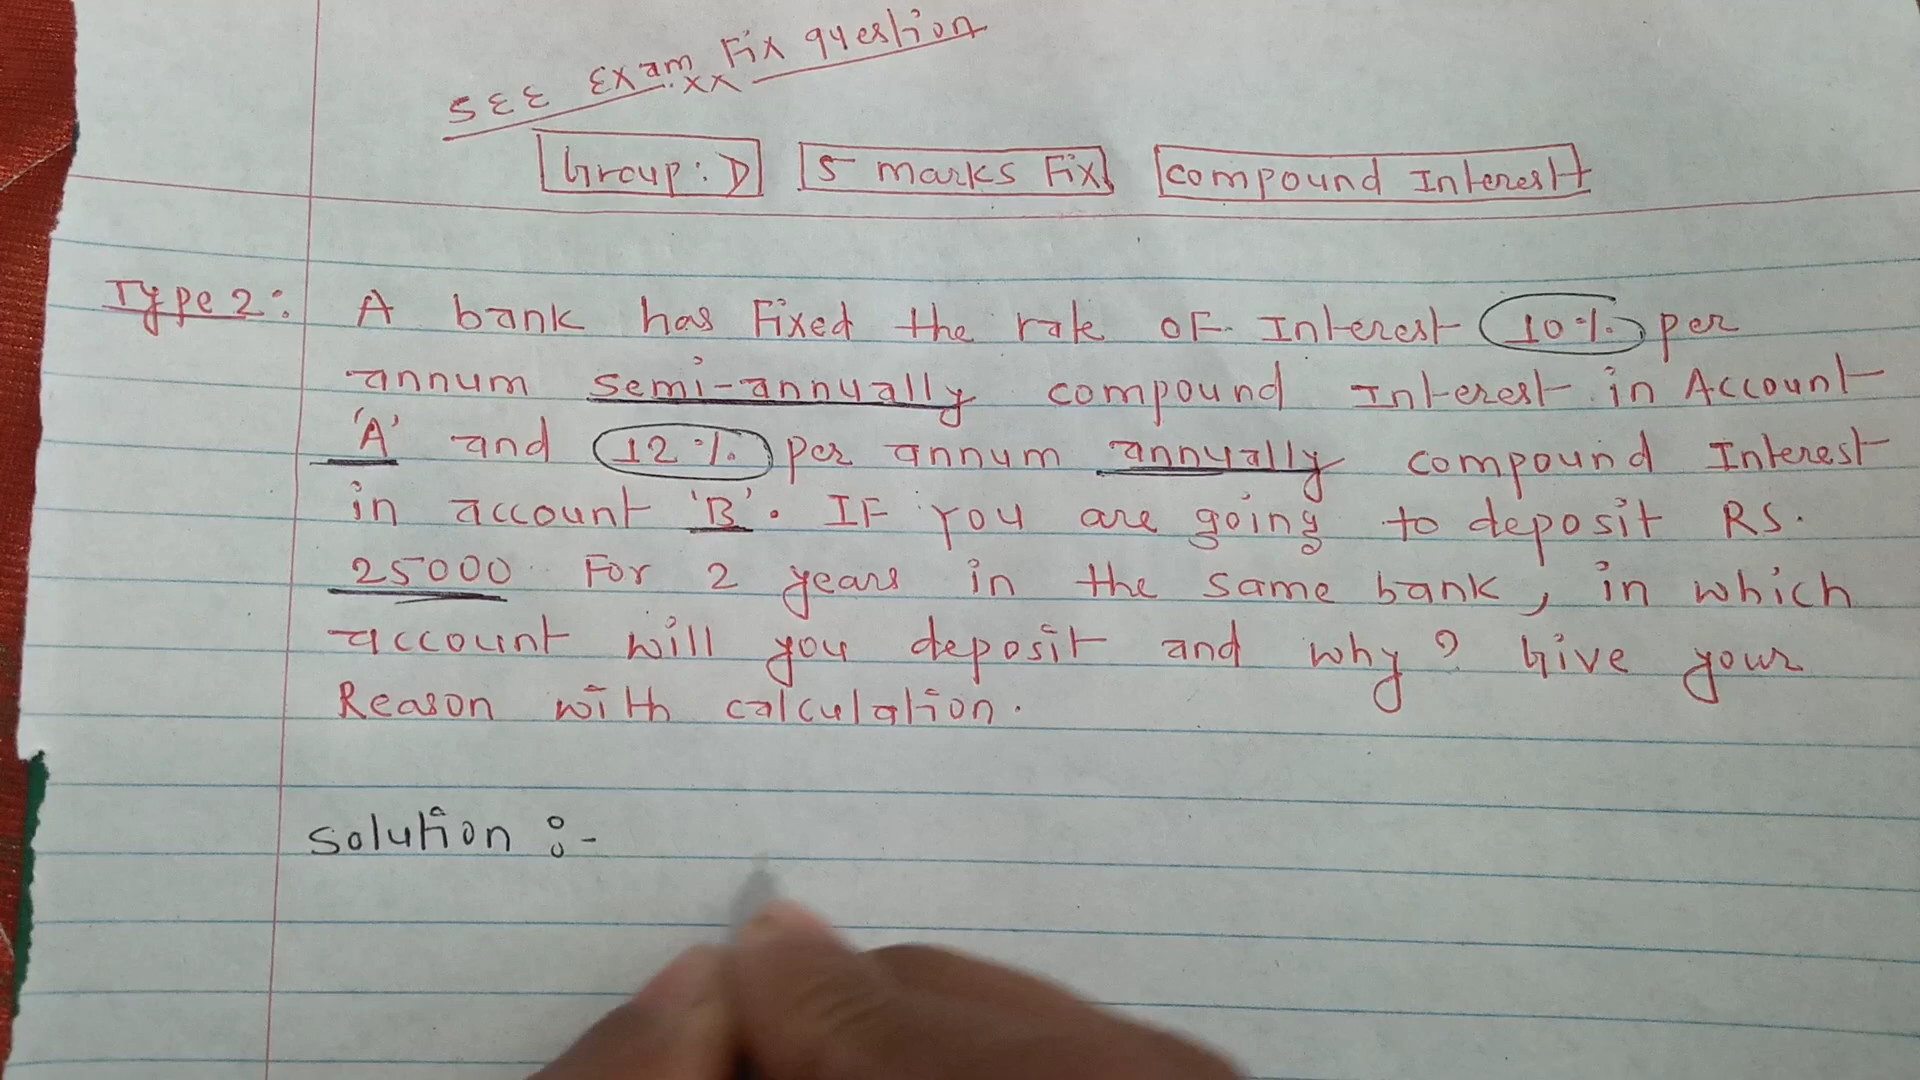 SEE Exam Fix question
xx
Group: D 5 marks Fix compound Interest
Type 2: A bank has Fixed the rate of Interest 10% per
annum semi-annually compound Interest in Account
'A' and 12% per annum annually compound Interest
in account 'B'. If you are going to deposit RS.
25000 For 2 years in the same bank, in which
account will you deposit and why? Give your
Reason with calculation.
Solution :-